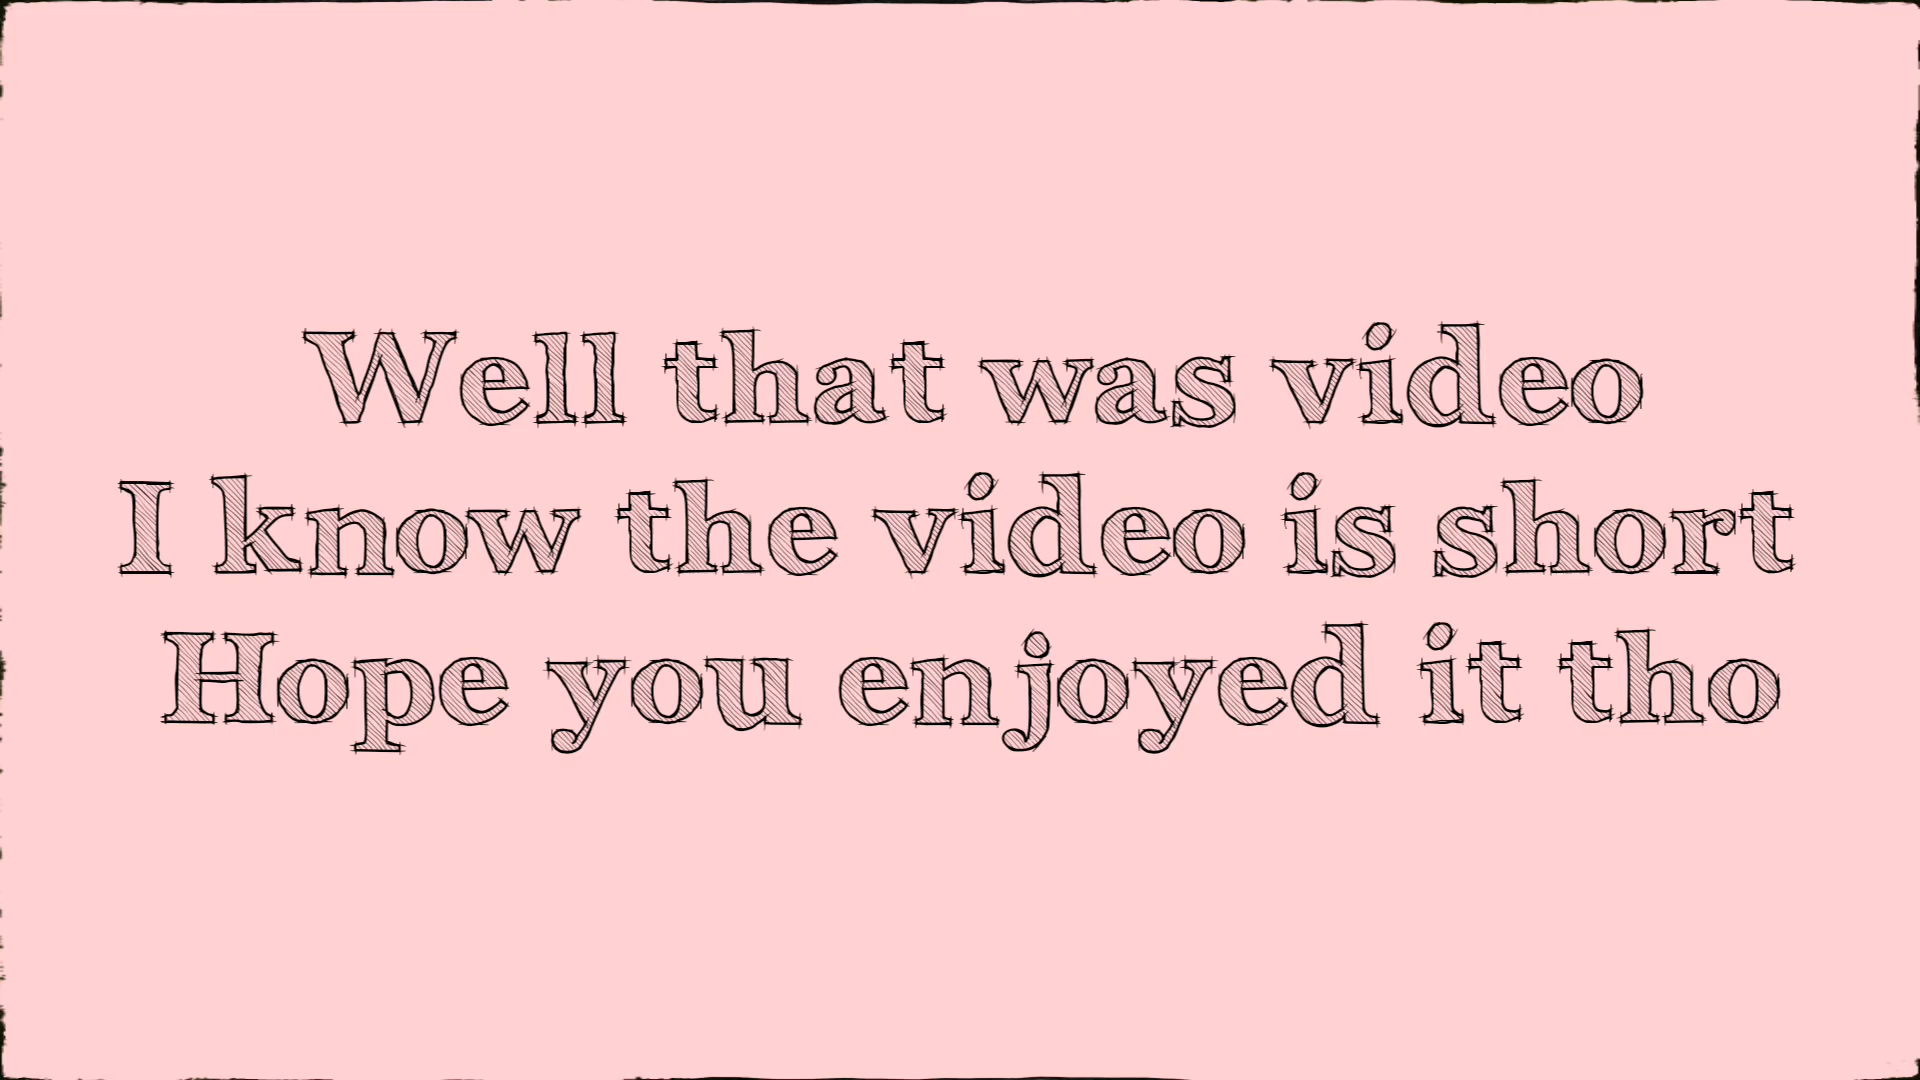 Well that was video
I know the video is short
Hope you enjoyed it tho